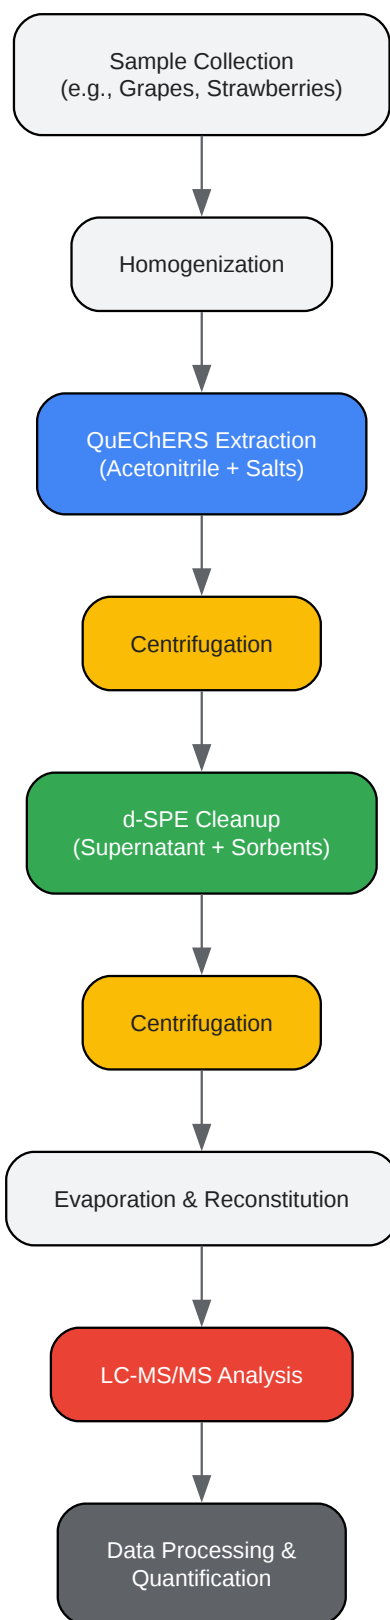 Sample Collection
(e.g., Grapes, Strawberries)
Homogenization
QuEChERS Extraction
(Acetonitrile + Salts)
Centrifugation
d-SPE Cleanup
(Supernatant + Sorbents)
Centrifugation
Evaporation & Reconstitution
LC-MS/MS Analysis
Data Processing &
Quantification